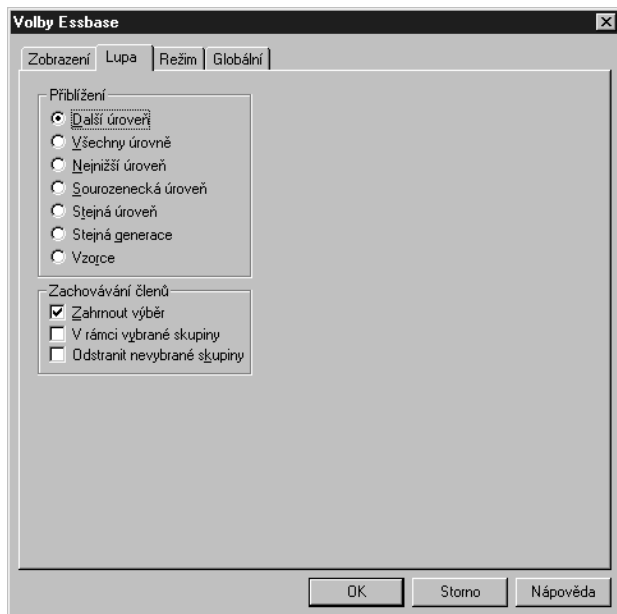 Volby Essbase
Zobrazení Lupa Režim Globální
Přiblížení
Další úroveň
Všechny úrovně
Nejnižší úroveň
Sourozenecká úroveň
Stejná úroveň
Stejná generace
Vzorce
Zachovávání členů
Zahrnout výběr
V rámci vybrané skupiny
Odstranit nevybrané skupiny
OK Storno Nápověda